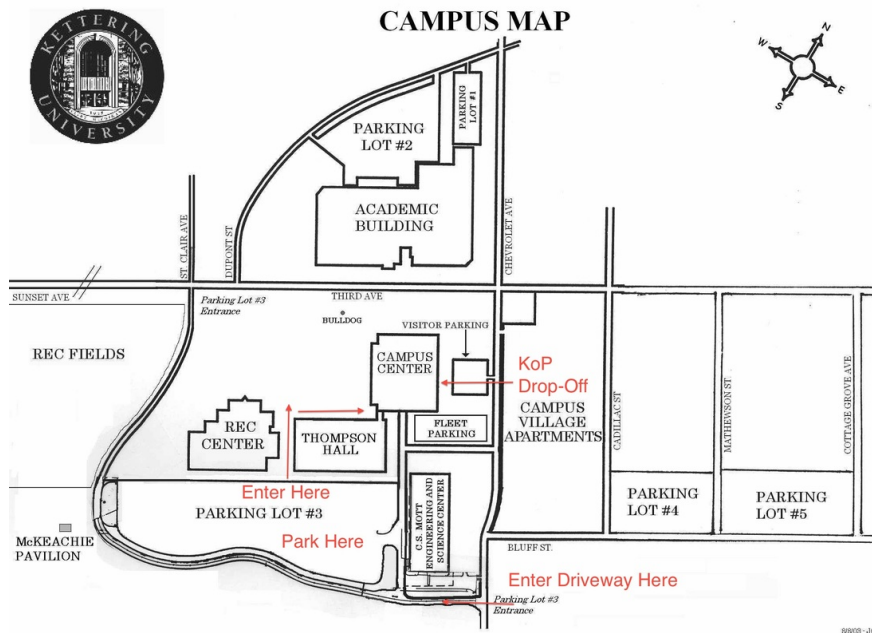 CAMPUS MAP
KETTERING
UNIVERSITY
N
W
E
S
PARKING
LOT #1
PARKING
LOT #2
ACADEMIC
BUILDING
ST. CLAIR AVE
DUPONT ST
CHEVROLET AVE
SUNSET AVE
Parking Lot #3
Entrance
THIRD AVE
BULLDOG
VISITOR PARKING
REC FIELDS
CAMPUS
CENTER
KoP
Drop-Off
CAMPUS
VILLAGE
APARTMENTS
CADILLAC ST
MATHEWSON ST.
COTTAGE GROVE AVE
REC
CENTER
THOMPSON
HALL
FLEET
PARKING
Enter Here
PARKING LOT #3
Park Here
C.S. MOTT
ENGINEERING AND
SCIENCE CENTER
PARKING
LOT #4
PARKING
LOT #5
McKEACHIE
PAVILION
BLUFF ST.
Enter Driveway Here
Parking Lot #3
Entrance